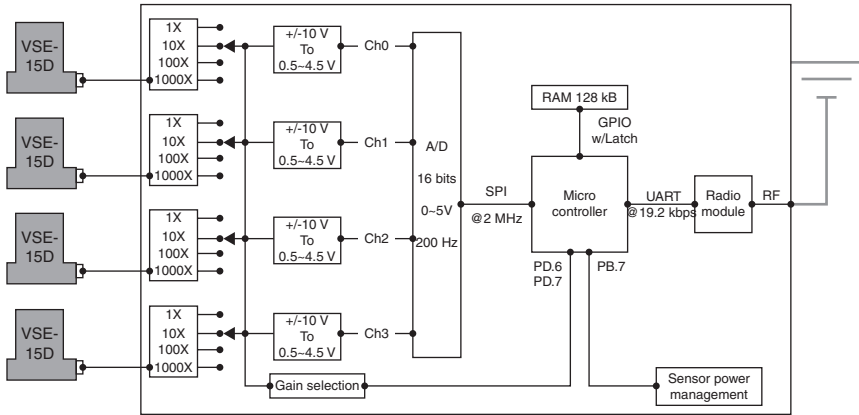 VSE-
15D
1X
10X
100X
1000X
+/-10 V
To
0.5~4.5 V
Ch0
VSE-
15D
1X
10X
100X
1000X
+/-10 V
To
0.5~4.5 V
Ch1
VSE-
15D
1X
10X
100X
1000X
+/-10 V
To
0.5~4.5 V
Ch2
VSE-
15D
1X
10X
100X
1000X
+/-10 V
To
0.5~4.5 V
Ch3
A/D
16 bits
0~5V
200 Hz
SPI
@2 MHz
RAM 128 kB
GPIO
w/Latch
Micro
controller
UART
@19.2 kbps
Radio
module
RF
PD.6
PD.7
PB.7
Gain selection
Sensor power
management